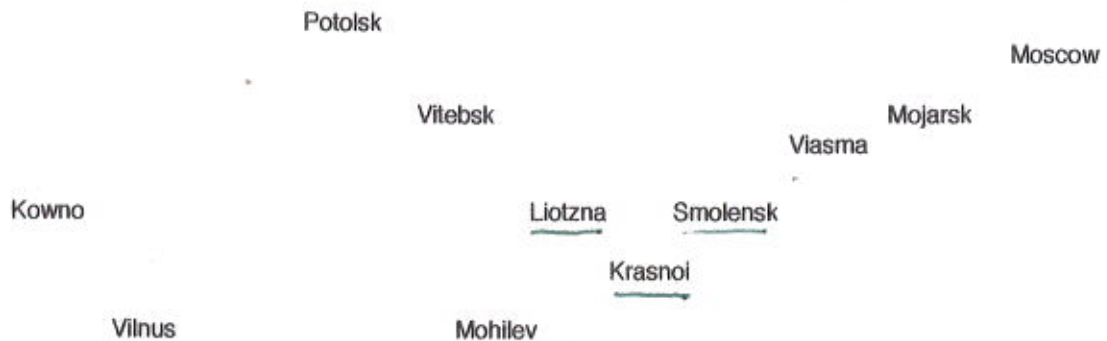 Potolsk
Moscow
Vitebsk
Mojarsk
Viasma
Kowno
Liotzna
Smolensk
Krasnoi
Vilnus
Mohilev